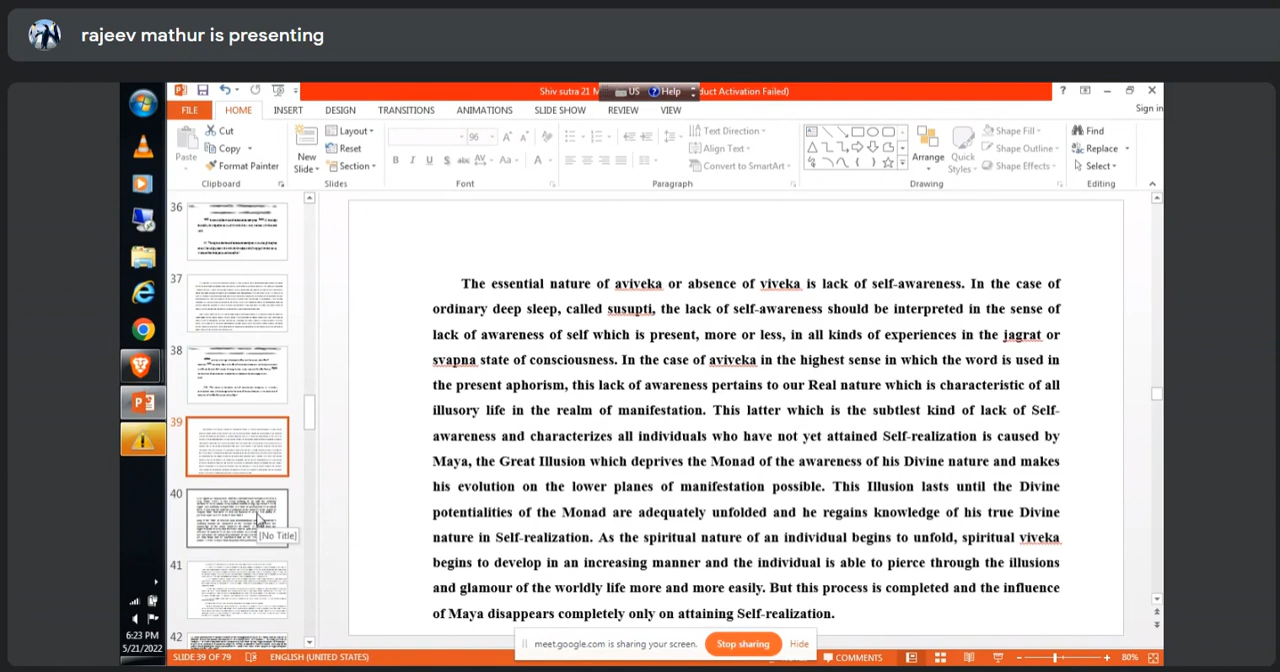 rajeev mathur is presenting
Shiv sutra 21 M
US
Help
duct Activation Failed)
FILE
HOME
INSERT
DESIGN
TRANSITIONS
ANIMATIONS
SLIDE SHOW
REVIEW
VIEW
Sign in
Paste
Cut
Copy
Format Painter
Clipboard
New
Slide
Layout
Reset
Section
Slides
96
Font
Text Direction
Align Text
Convert to SmartArt
Paragraph
Arrange
Quick
Styles
Shape Fill
Shape Outline
Shape Effects
Drawing
Find
Replace
Select
Editing
36
37
38
39
40
[No Title]
41
42
The essential nature of aviveka or absence of viveka is lack of self-awareness. In the case of
ordinary deep sleep, called susupti, the lack of self-awareness should be interpreted in the sense of
lack of awareness of self which is present, more or less, in all kinds of experiences in the jagrat or
svapna state of consciousness. In the case of aviveka in the highest sense in which the word is used in
the present aphorism, this lack of awareness pertains to our Real nature which is characteristic of all
illusory life in the realm of manifestation. This latter which is the subtlest kind of lack of Self-
awareness and characterizes all individuals who have not yet attained Self-realization is caused by
Maya, the Great Illusion which deprives the Monad of the awareness of his Divine nature and makes
his evolution on the lower planes of manifestation possible. This Illusion lasts until the Divine
potentialities of the Monad are adequately unfolded and he regains knowledge of his true Divine
nature in Self-realization. As the spiritual nature of an individual begins to unfold, spiritual viveka
begins to develop in an increasing manner and the individual is able to pierce through the illusions
and glamour of the worldly life more and more easily. But this process is completed and the influence
of Maya disappears completely only on attaining Self-realization.
meet.google.com is sharing your screen.
Stop sharing
Hide
6:23 PM
5/21/2022
SLIDE 39 OF 79
ENGLISH (UNITED STATES)
COMMENTS
80%